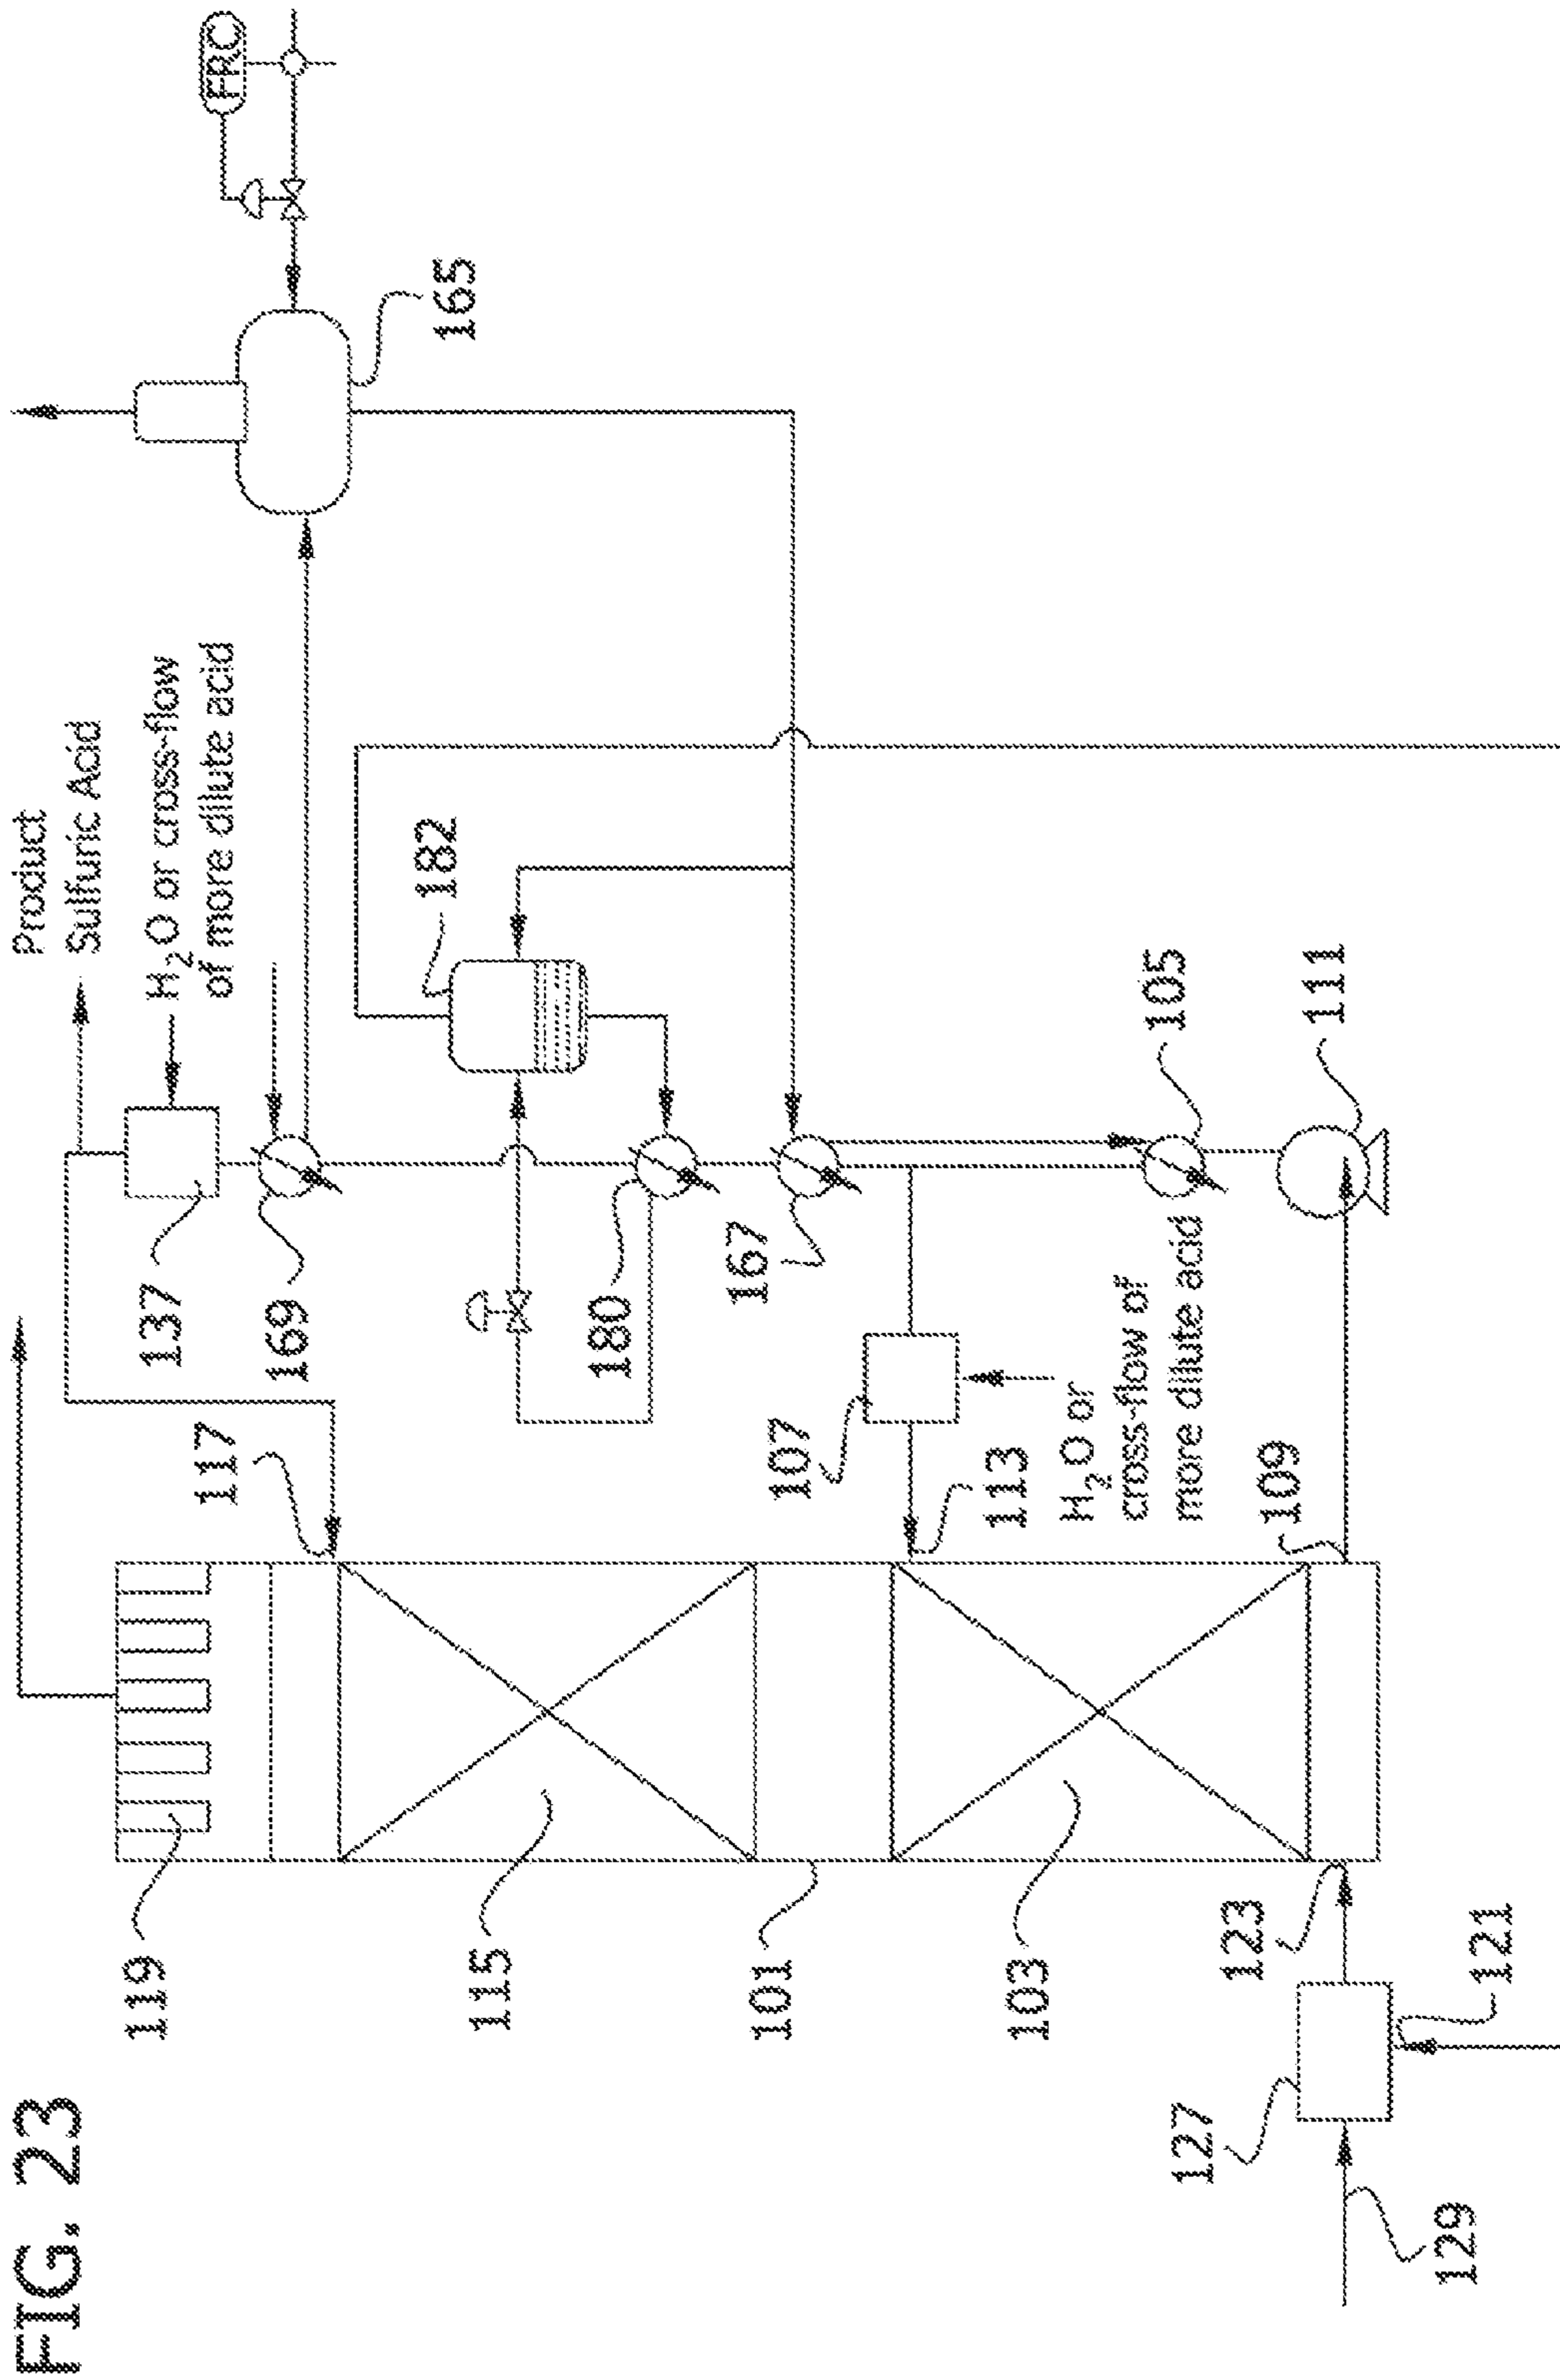 FIG. 23
Product
Sulfuric Acid
H₂O or cross-flow
of more dilute acid
FRC
165
137
169
182
117
180
167
107
113
105
111
H₂O or
cross-flow of
more dilute acid
109
119
115
101
103
123
121
127
129